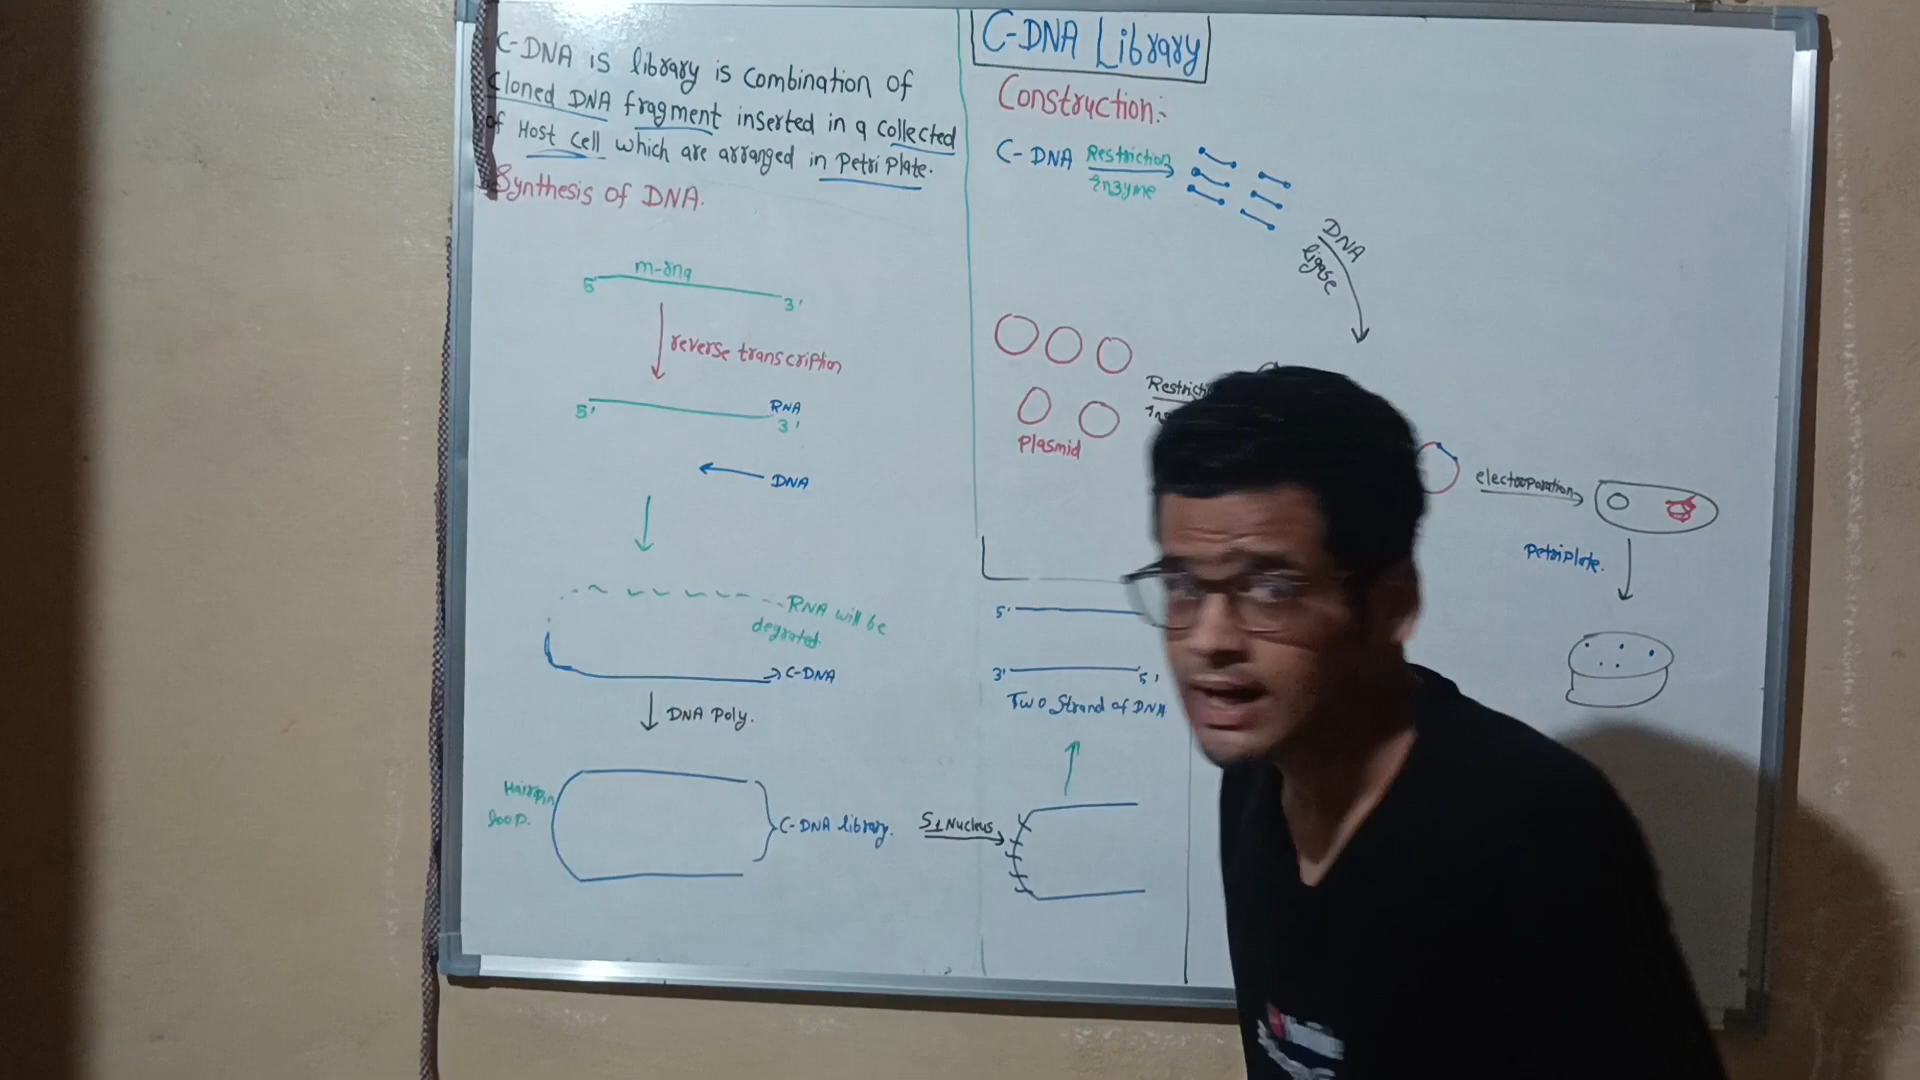 C-DNA is library is combination of
Cloned DNA fragment inserted in a collected
of Host cell which are arranged in Petri Plate.
Synthesis of DNA.
m-rna
5' 3'
reverse transcription
5' RNA
3'
DNA
RNA will be
degrated.
C-DNA
DNA Poly.
Hairpin
loop.
C-DNA library.
C-DNA Library
Construction:-
C-DNA Restriction
Enzyme
DNA
ligase
Plasmid
electroporation
Petriplate.
5'
3' 5'
Two Strand of DNA
S1 Nucleus